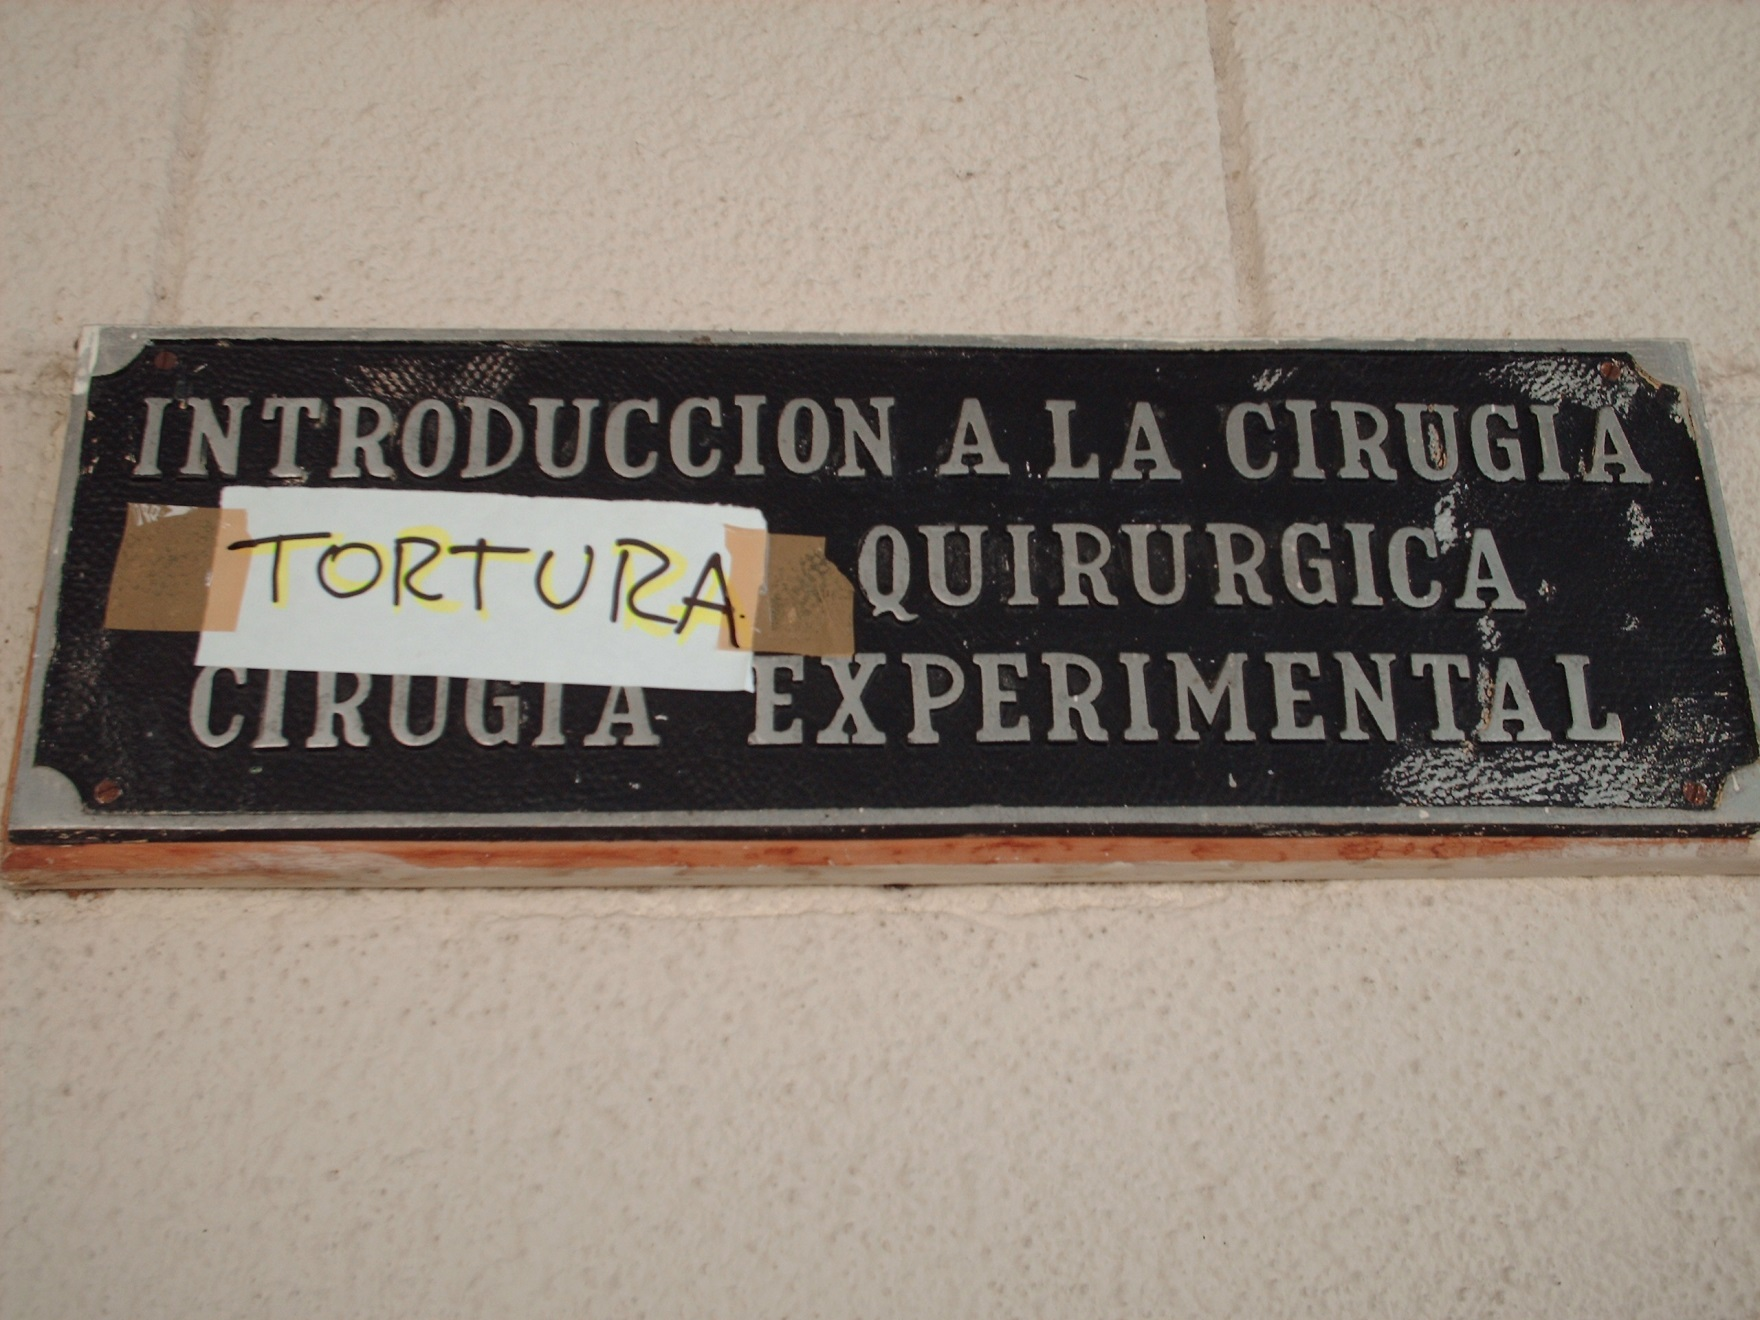 INTRODUCCION A LA CIRUGIA
TORTURA QUIRURGICA
CIRUGIA EXPERIMENTAL